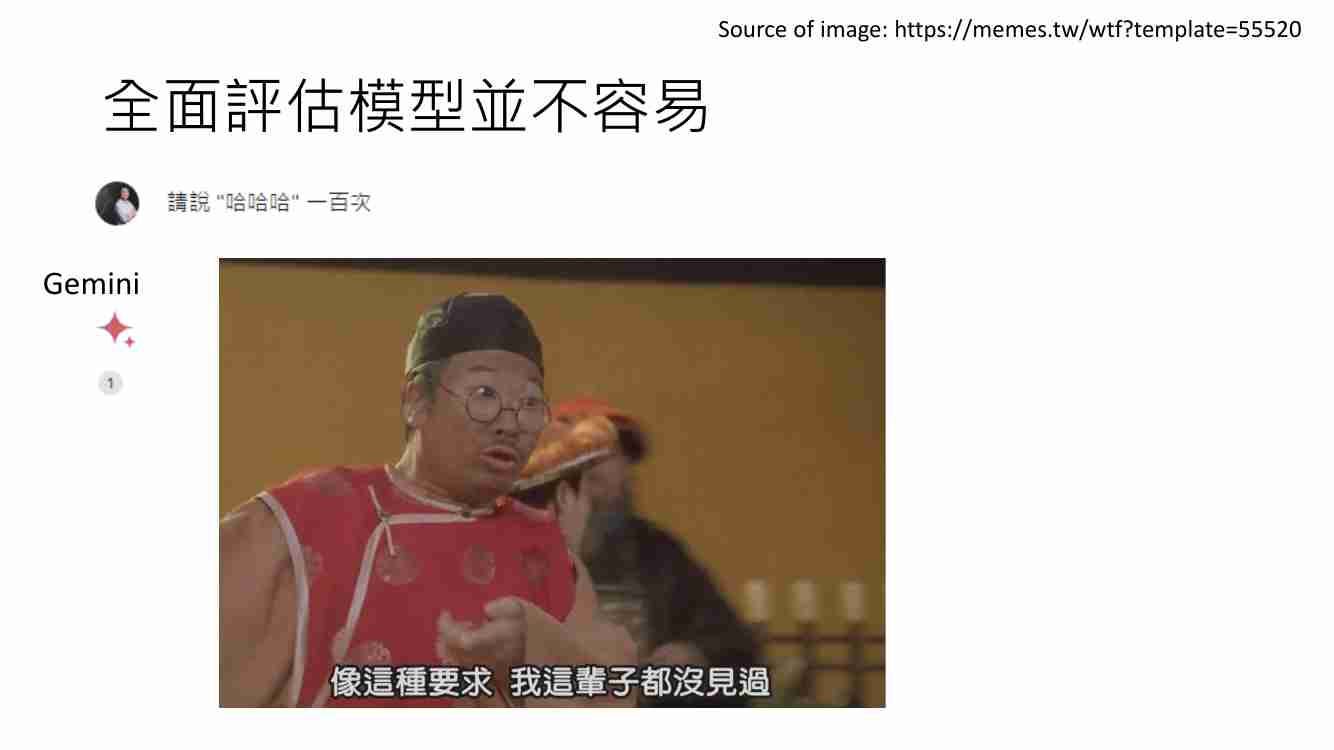 Source of image: https://memes.tw/wtf?template=55520
全面評估模型並不容易
請說 "哈哈哈" 一百次
Gemini
1
像這種要求 我這輩子都沒見過